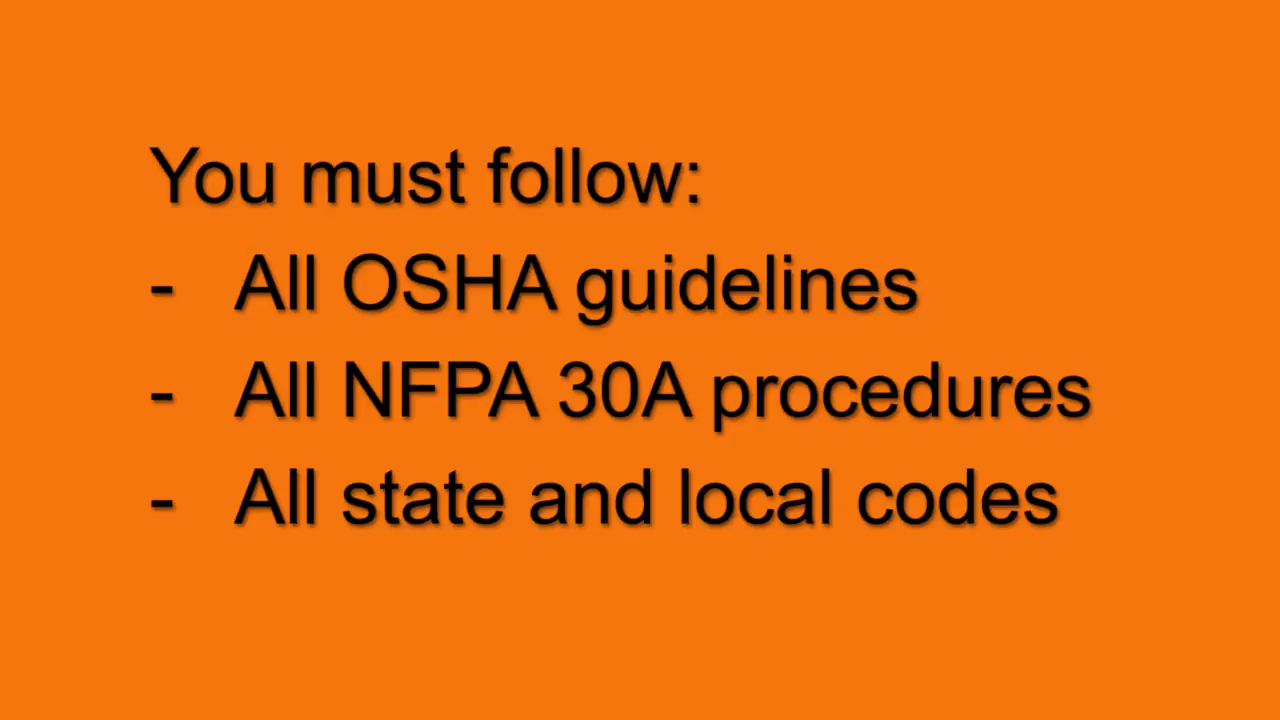 You must follow:
- All OSHA guidelines
- All NFPA 30A procedures
- All state and local codes